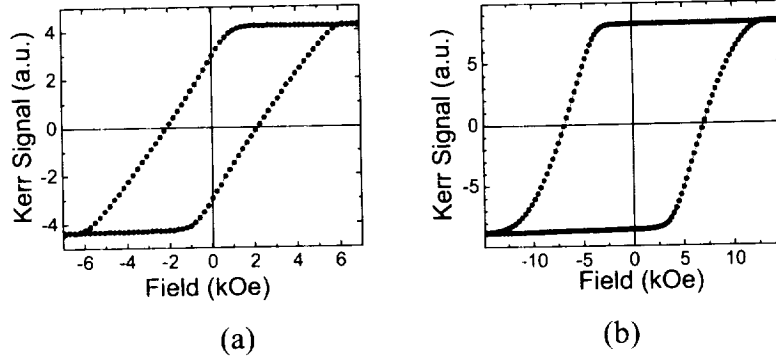 4
2
0
-2
-4
Kerr Signal (a.u.)
-6 -4 -2 0 2 4 6
Field (kOe)
(a)
5
0
-5
Kerr Signal (a.u.)
-10 -5 0 5 10
Field (kOe)
(b)